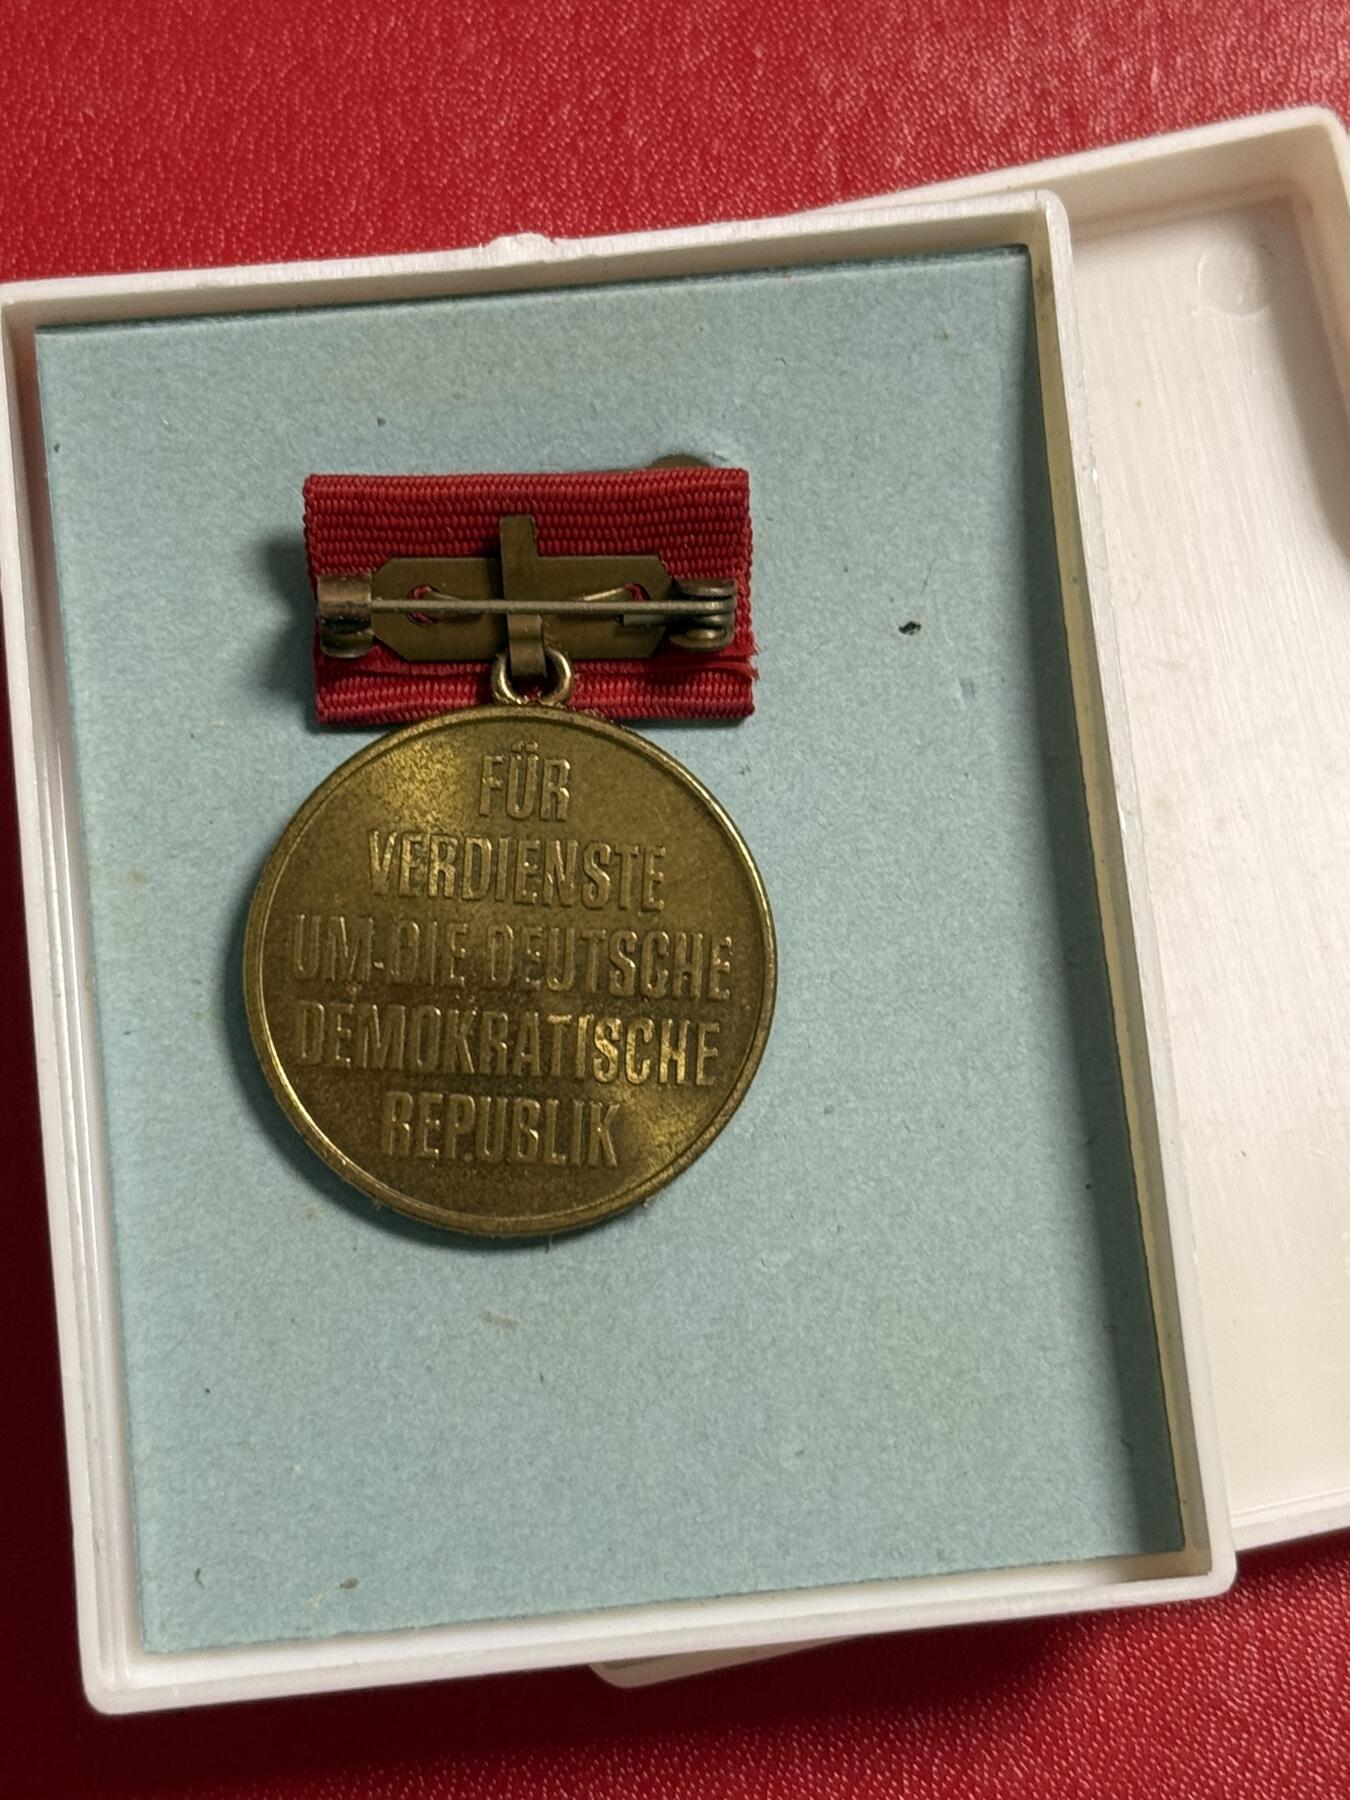 FÜR
VERDIENSTE
UM DIE DEUTSCHE
DEMOKRATISCHE
REPUBLIK